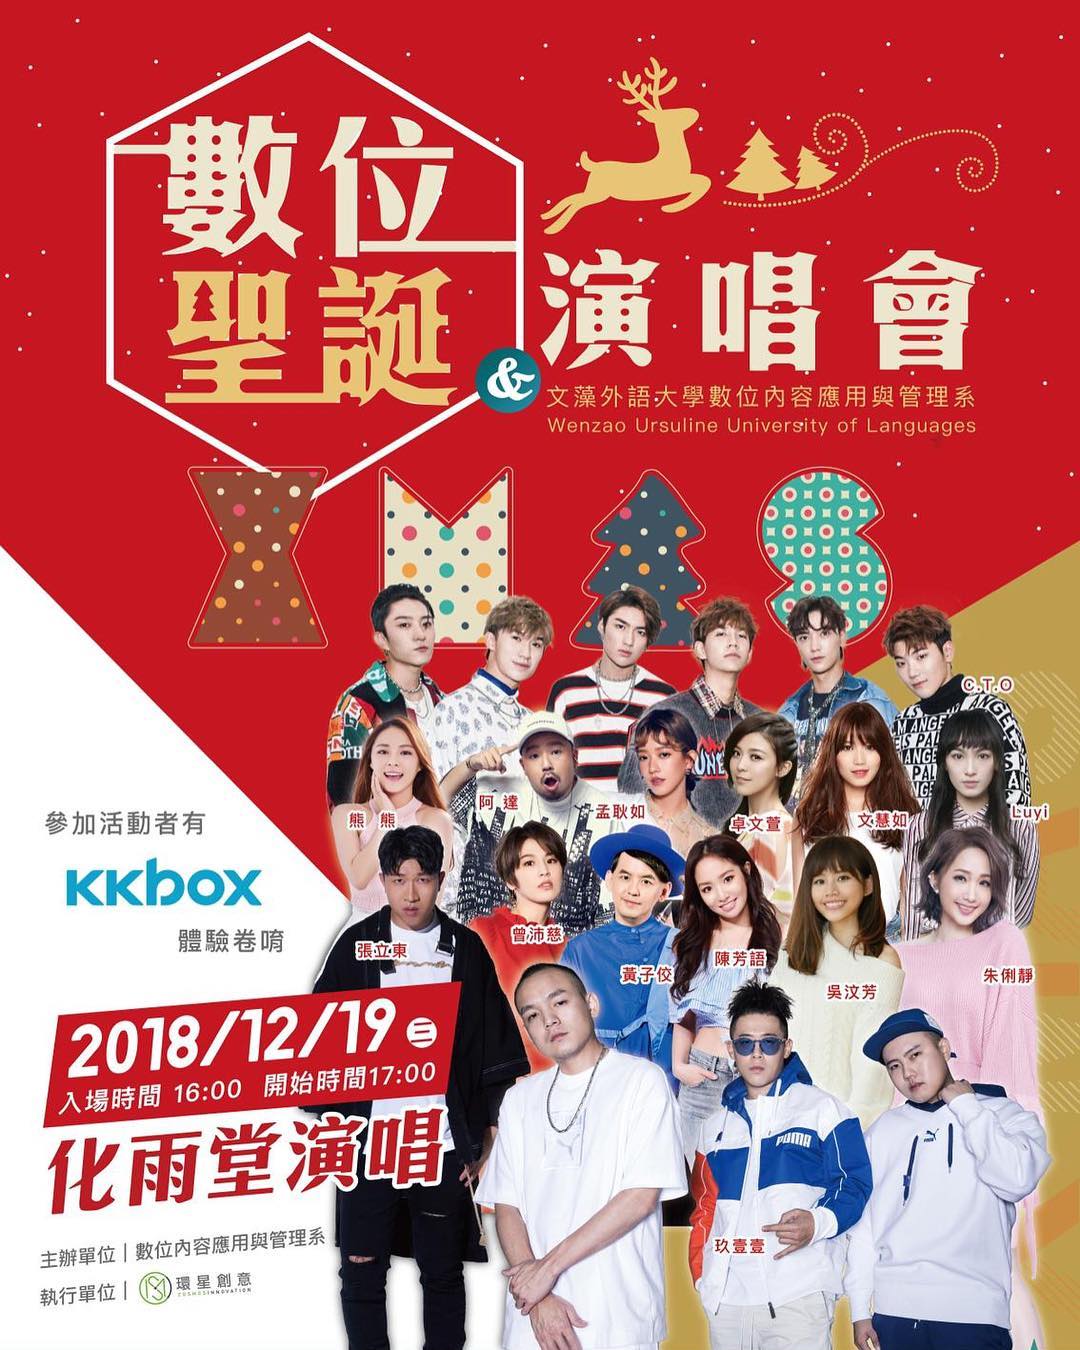 數位
聖誕
&
演唱會
文藻外語大學數位內容應用與管理系
Wenzao Ursuline University of Languages
XMAS
C.T.O
熊熊
阿達
孟耿如
卓文萱
文慧如
Luyi
參加活動者有
KKBOX
體驗卷唷
張立東
曾沛慈
黃子佼
陳芳語
吳汶芳
朱俐靜
2018/12/19 三
入場時間 16:00 開始時間17:00
化雨堂演唱
PUMA
玖壹壹
主辦單位|數位內容應用與管理系
執行單位| 環星創意
COSMOS INNOVATION